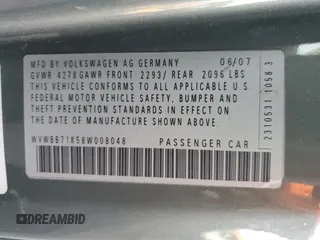 MFD. BY VOLKSWAGEN AG GERMANY 06/07
GVWR 4278 GAWR FRONT 2293/ REAR 2096 LBS
THIS VEHICLE CONFORMS TO ALL APPLICABLE U.S.
FEDERAL MOTOR VEHICLE SAFETY, BUMPER AND
THEFT PREVENTION STANDARDS IN EFFECT ON
THE DATE OF MANUFACTURE SHOWN ABOVE.
WVWBB71K58W008048 PASSENGER CAR
2310531 1058 3
DREAMBID